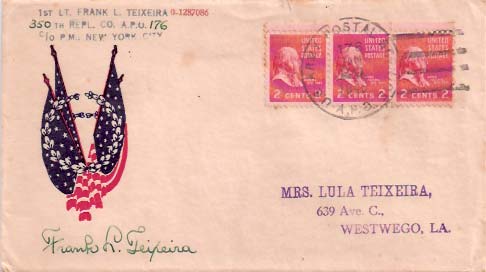 1ST LT. FRANK L. TEIXEIRA O-1287086
350 TH REPL. CO. A.P.O. 176
C/O P.M., NEW YORK CITY
UNITED STATES POSTAGE
2 CENTS 2
UNITED STATES POSTAGE
2 CENTS 2
UNITED STATES POSTAGE
2 CENTS 2
POSTAL
A.P.O.
MRS. LULA TEIXEIRA,
639 Ave. C.,
WESTWEGO, LA.
Frank L. Teixeira